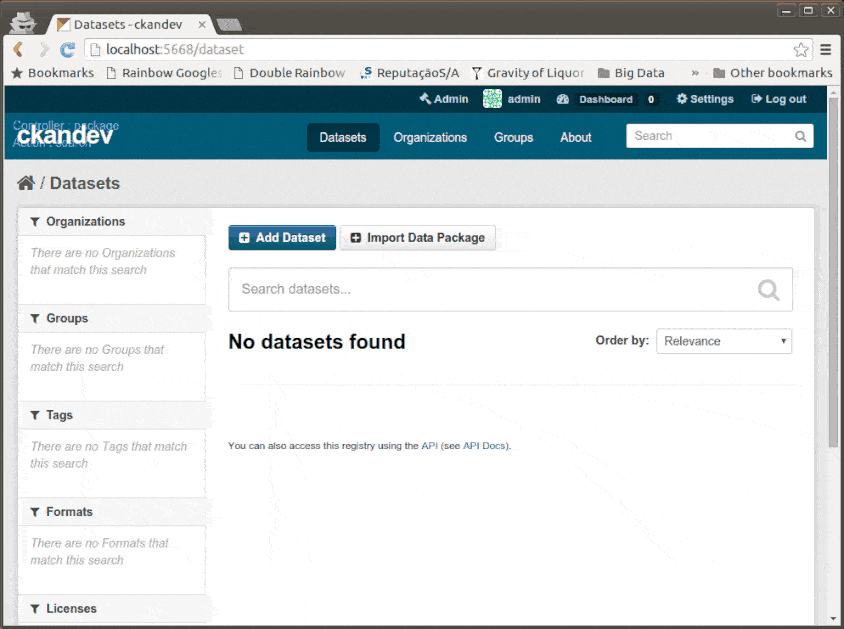 Datasets - ckandev
localhost:5668/dataset
Bookmarks Rainbow Googles Double Rainbow ReputaçãoS/A Gravity of Liquor Big Data » Other bookmarks
Admin admin Dashboard 0 Settings Log out
Controller : package
ckandev
Action : search
Datasets Organizations Groups About Search
/ Datasets
Organizations
There are no Organizations
that match this search
Groups
There are no Groups that
match this search
Tags
There are no Tags that match
this search
Formats
There are no Formats that
match this search
Licenses
Add Dataset Import Data Package
Search datasets...
No datasets found
Order by: Relevance
You can also access this registry using the API (see API Docs).